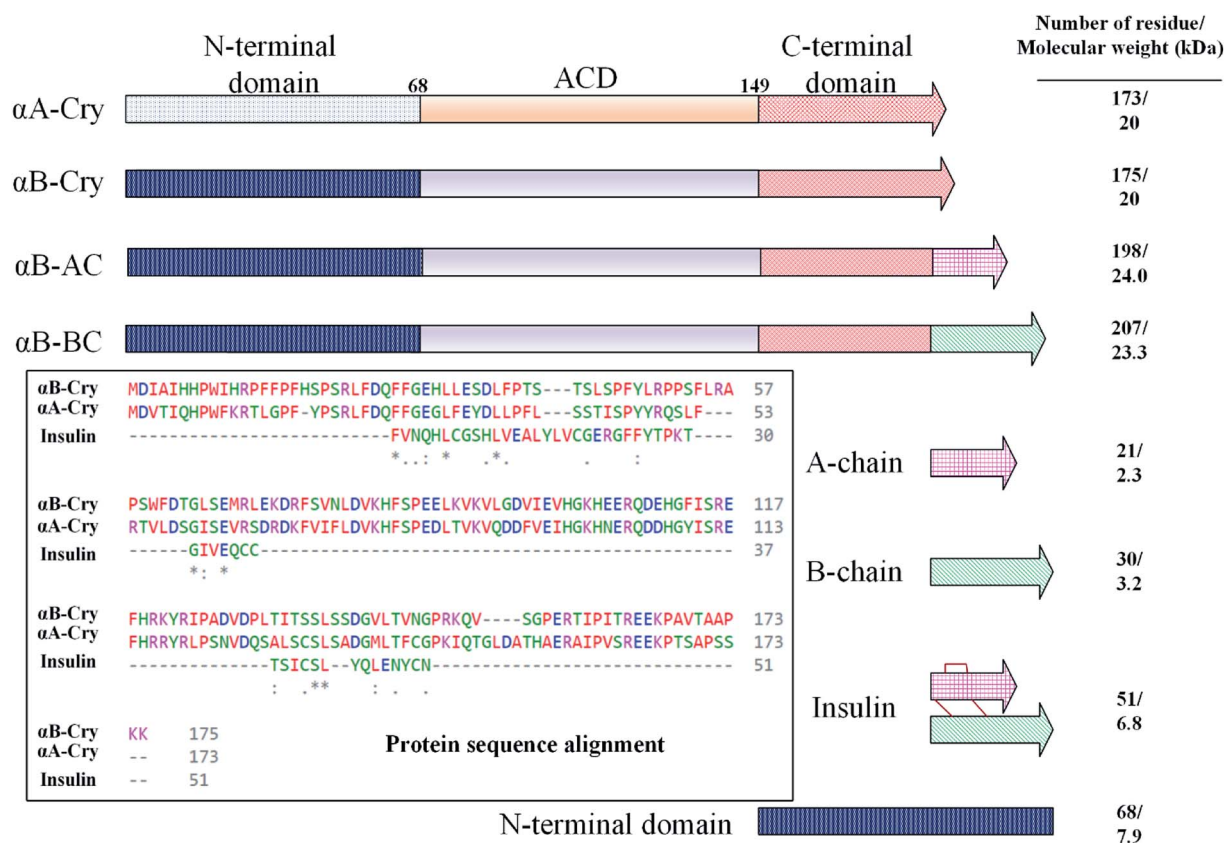 N-terminal domain
68
ACD
149
C-terminal domain
Number of residue/
Molecular weight (kDa)
αA-Cry
173/
20
αB-Cry
175/
20
αB-AC
198/
24.0
αB-BC
207/
23.3
αB-Cry MDIAIHHPWIHRPFFPFHSPSRLFDQFFGEHLLESDLFPTS---TSLSPFYLRPPSFLRA 57
αA-Cry MDVTIQHPWFKRTLGPF-YPSRLFDQFFGEGLFEYDLLPFL---SSTISPYYRQSLF--- 53
Insulin -------------------------FVNQHLCGSHLVEALYLVCGERGFFYTPKT---- 30
*..: * .*. . :
αB-Cry PSWFDTGLSEMRLEKDRFSVNLDVKHFSPEELKVKVLGDVIEVHGKHEERQDEHGFISRE 117
αA-Cry RTVLDSGISEVRSDRDKFVIFLDVKHFSPEDLTVKVQDDFVEIHGKHNERQDDHGYISRE 113
Insulin ------GIVEQCC----------------------------------------------- 37
*: *
αB-Cry FHRKYRIPADVDPLTITSSLSSDGVLTVNGPRKQV----SGPERTIPITREEKPAVTAAP 173
αA-Cry FHRRYRLPSNVDQSALSCSLSADGMLTFCGPKIQTGLDATHAERAIPVSREEKPTSAPSS 173
Insulin --------------TSICSL--YQLENYCN------------------------------ 51
: .** : . .
αB-Cry KK 175
αA-Cry -- 173
Insulin -- 51
Protein sequence alignment
A-chain
21/
2.3
B-chain
30/
3.2
Insulin
51/
6.8
N-terminal domain
68/
7.9